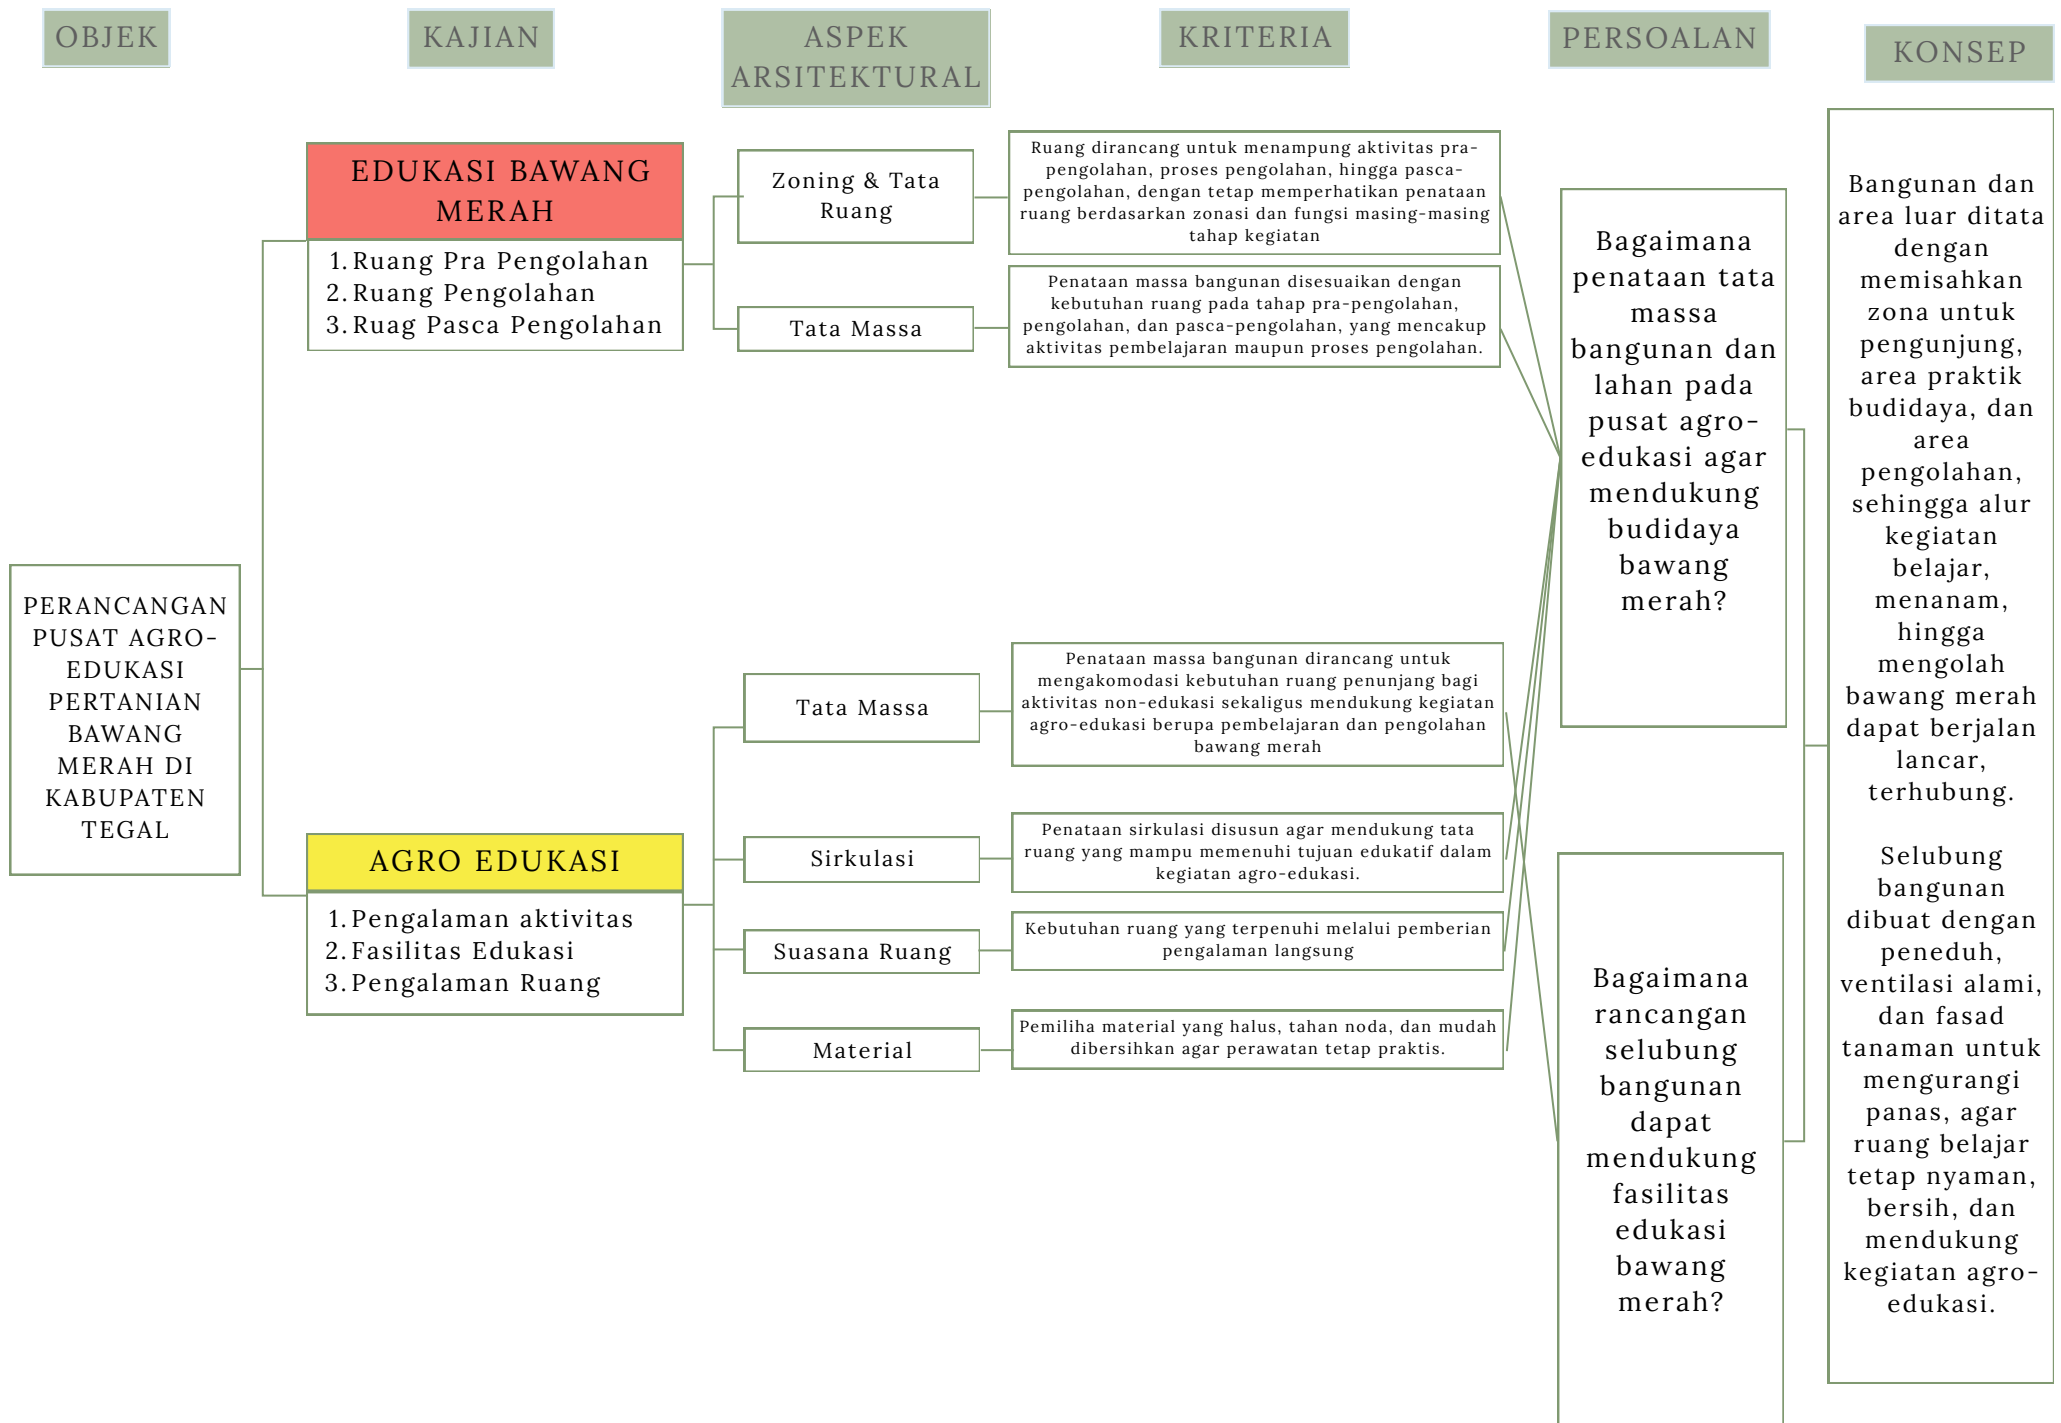 OBJEK
KAJIAN
ASPEK
ARSITEKTURAL
KRITERIA
PERSOALAN
KONSEP
PERANCANGAN
PUSAT AGRO-
EDUKASI
PERTANIAN
BAWANG
MERAH DI
KABUPATEN
TEGAL
EDUKASI BAWANG
MERAH
1. Ruang Pra Pengolahan
2. Ruang Pengolahan
3. Ruag Pasca Pengolahan
AGRO EDUKASI
1. Pengalaman aktivitas
2. Fasilitas Edukasi
3. Pengalaman Ruang
Zoning & Tata
Ruang
Tata Massa
Tata Massa
Sirkulasi
Suasana Ruang
Material
Ruang dirancang untuk menampung aktivitas pra-
pengolahan, proses pengolahan, hingga pasca-
pengolahan, dengan tetap memperhatikan penataan
ruang berdasarkan zonasi dan fungsi masing-masing
tahap kegiatan
Penataan massa bangunan disesuaikan dengan
kebutuhan ruang pada tahap pra-pengolahan,
pengolahan, dan pasca-pengolahan, yang mencakup
aktivitas pembelajaran maupun proses pengolahan.
Penataan massa bangunan dirancang untuk
mengakomodasi kebutuhan ruang penunjang bagi
aktivitas non-edukasi sekaligus mendukung kegiatan
agro-edukasi berupa pembelajaran dan pengolahan
bawang merah
Penataan sirkulasi disusun agar mendukung tata
ruang yang mampu memenuhi tujuan edukatif dalam
kegiatan agro-edukasi.
Kebutuhan ruang yang terpenuhi melalui pemberian
pengalaman langsung
Pemiliha material yang halus, tahan noda, dan mudah
dibersihkan agar perawatan tetap praktis.
Bagaimana
penataan tata
massa
bangunan dan
lahan pada
pusat agro-
edukasi agar
mendukung
budidaya
bawang
merah?
Bagaimana
rancangan
selubung
bangunan
dapat
mendukung
fasilitas
edukasi
bawang
merah?
Bangunan dan
area luar ditata
dengan
memisahkan
zona untuk
pengunjung,
area praktik
budidaya, dan
area
pengolahan,
sehingga alur
kegiatan
belajar,
menanam,
hingga
mengolah
bawang merah
dapat berjalan
lancar,
terhubung.
Selubung
bangunan
dibuat dengan
peneduh,
ventilasi alami,
dan fasad
tanaman untuk
mengurangi
panas, agar
ruang belajar
tetap nyaman,
bersih, dan
mendukung
kegiatan agro-
edukasi.